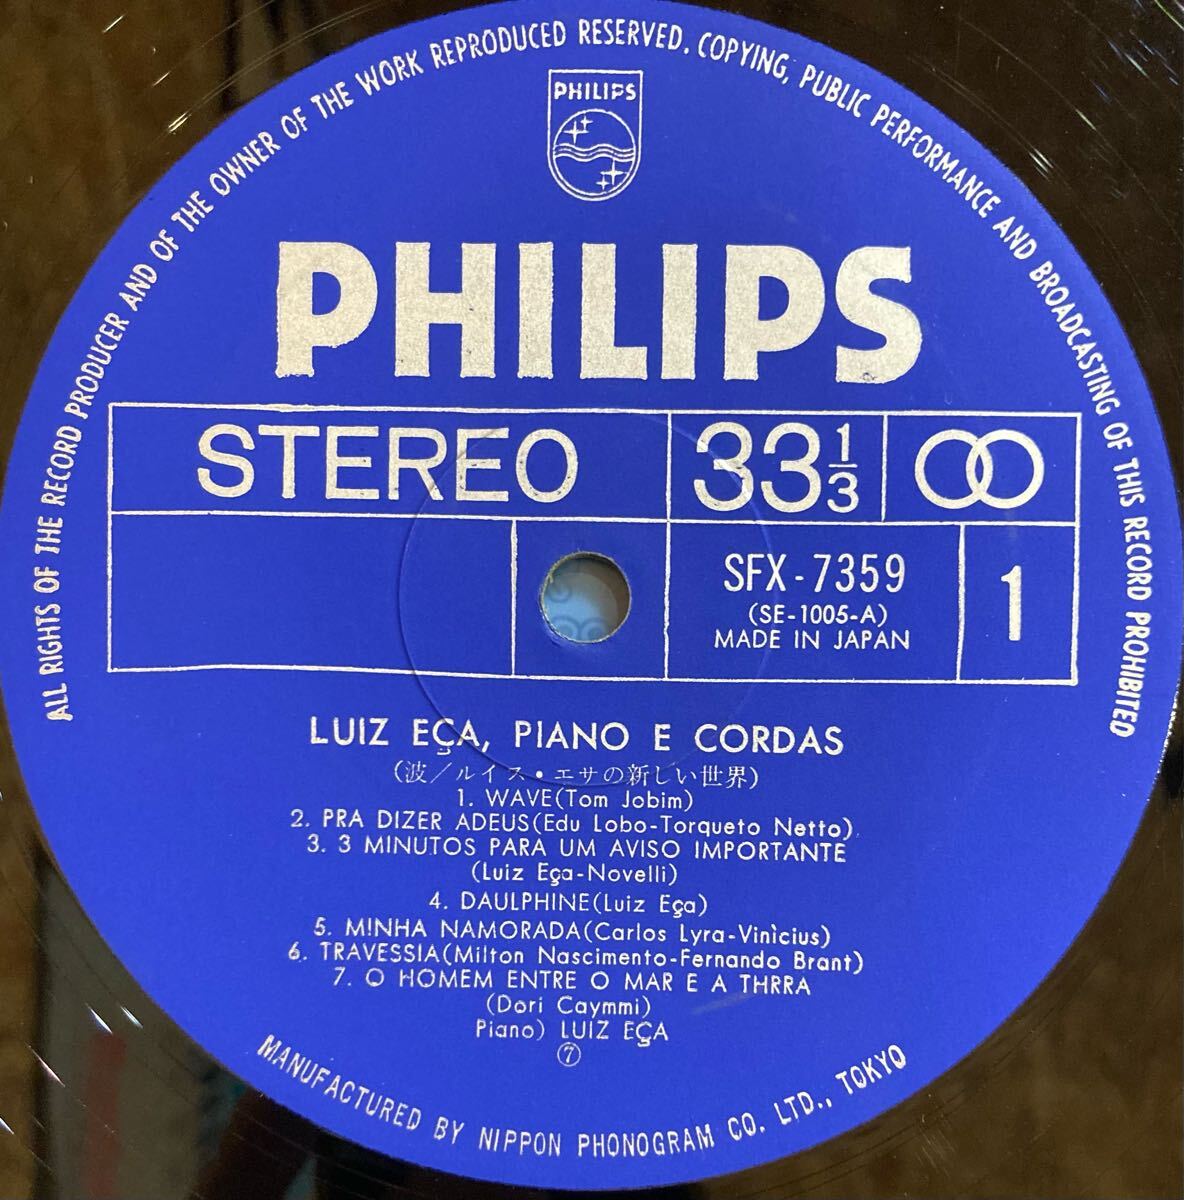 ALL RIGHTS OF THE RECORD PRODUCER AND OF THE OWNER OF THE WORK REPRODUCED RESERVED. COPYING, PUBLIC PERFORMANCE AND BROADCASTING OF THIS RECORD PROHIBITED
PHILIPS
PHILIPS
STEREO 33 1/3
SFX-7359
(SE-1005-A)
MADE IN JAPAN
1
LUIZ EÇA, PIANO E CORDAS
(波/ルイス・エサの新しい世界)
1. WAVE(Tom Jobim)
2. PRA DIZER ADEUS(Edu Lobo-Torqueto Netto)
3. 3 MINUTOS PARA UM AVISO IMPORTANTE
(Luiz Eça-Novelli)
4. DAULPHINE(Luiz Eça)
5. MINHA NAMORADA(Carlos Lyra-Vinìcius)
6. TRAVESSIA(Milton Nascimento-Fernando Brant)
7. O HOMEM ENTRE O MAR E A THRRA
(Dori Caymmi)
Piano) LUIZ EÇA
⑦
MANUFACTURED BY NIPPON PHONOGRAM CO. LTD., TOKYO